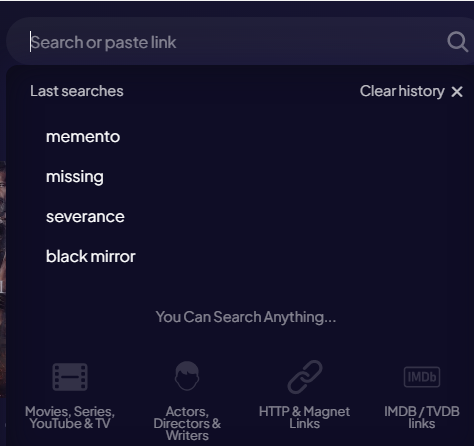 Search or paste link
Last searches
Clear history ×
memento
missing
severance
black mirror
You Can Search Anything...
IMDb
Movies, Series,
YouTube & TV
Actors,
Directors &
Writers
HTTP & Magnet
Links
IMDB / TVDB
links